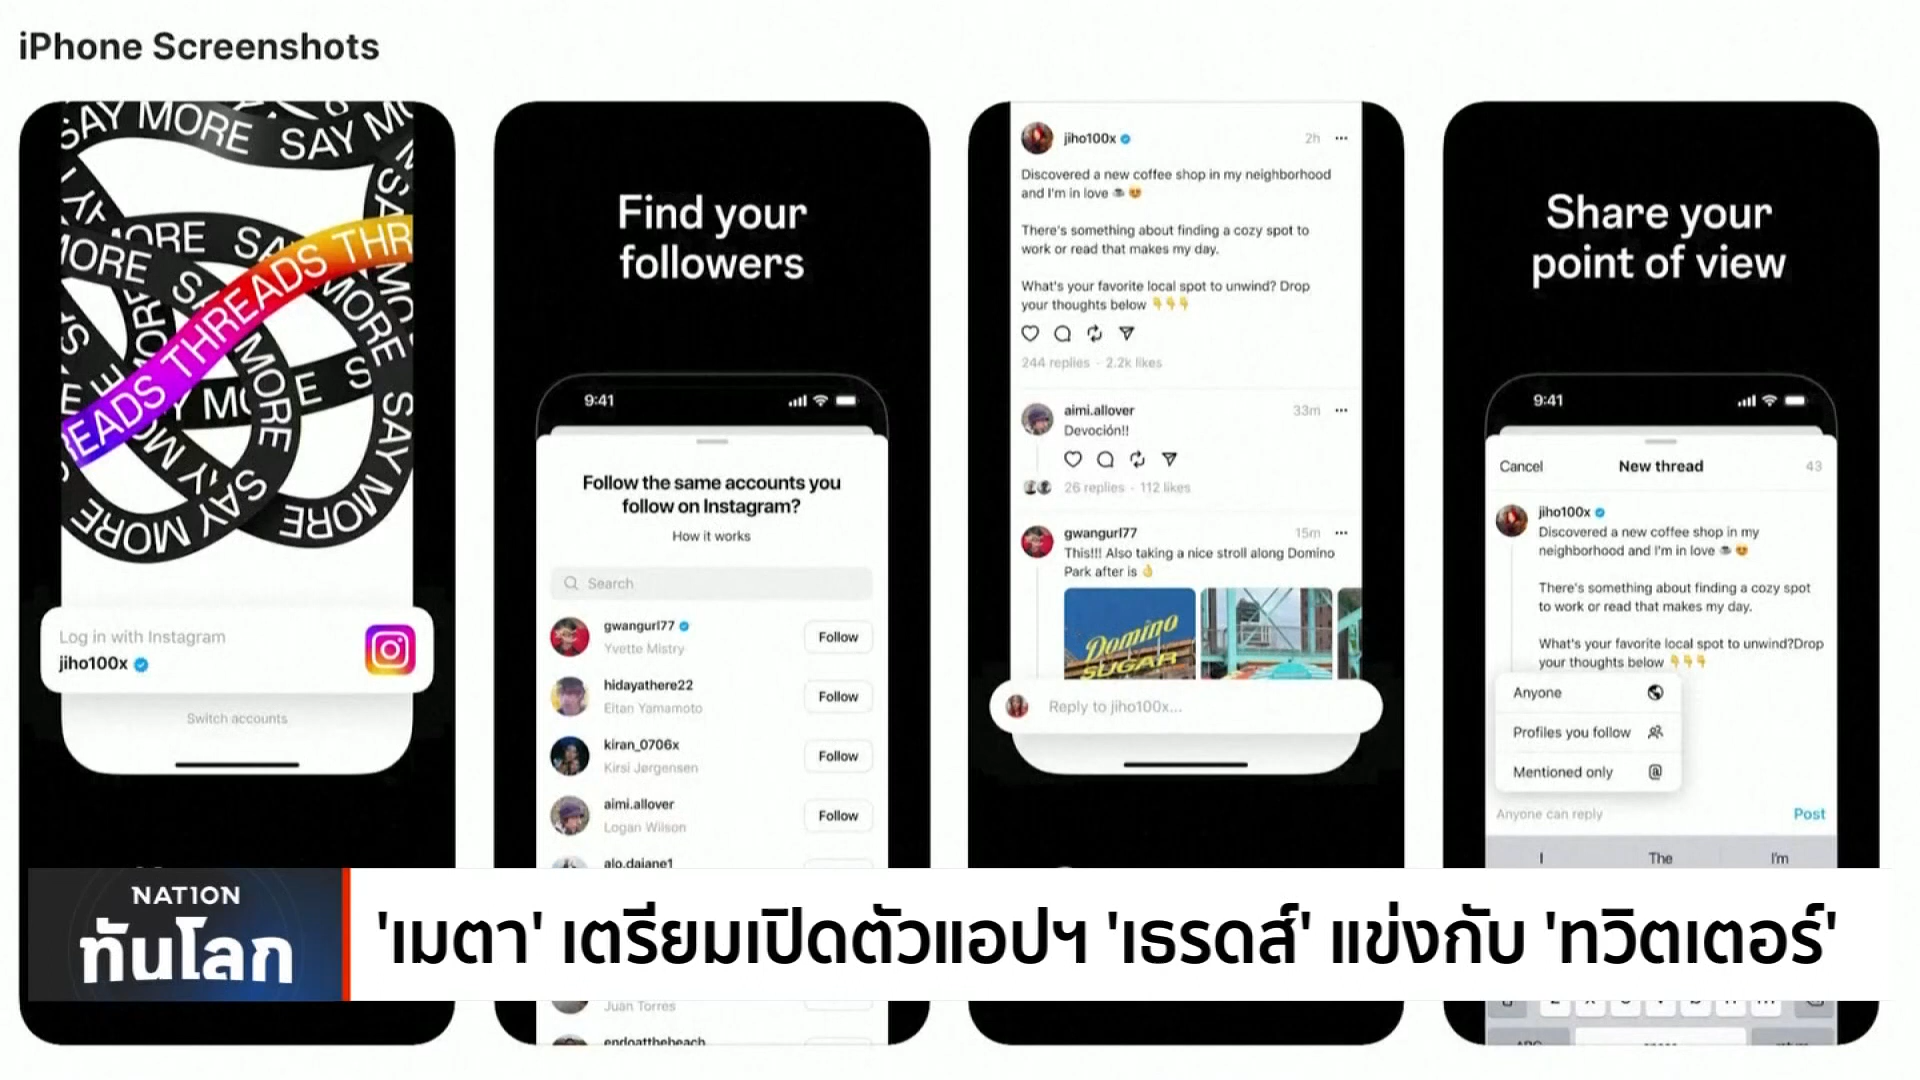 iPhone Screenshots
SAY MORE SAY MORE
THREADS
Log in with Instagram
jiho100x
Switch accounts
Find your
followers
9:41
Follow the same accounts you
follow on Instagram?
How it works
Search
gwangurl77
Yvette Mistry
Follow
hidayathere22
Eitan Yamamoto
Follow
kiran_0706x
Kirsi Jørgensen
Follow
aimi.allover
Logan Wilson
Follow
alo.daiane1
Juan Torres
endoatthebeach
jiho100x 2h
Discovered a new coffee shop in my neighborhood
and I'm in love ☕ 😍
There's something about finding a cozy spot to
work or read that makes my day.
What's your favorite local spot to unwind? Drop
your thoughts below 👇👇👇
244 replies · 2.2k likes
aimi.allover 33m
Devoción!!
26 replies · 112 likes
gwangurl77 15m
This!!! Also taking a nice stroll along Domino
Park after is 👌
Domino
SUGAR
Reply to jiho100x...
Share your
point of view
9:41
Cancel New thread 43
jiho100x
Discovered a new coffee shop in my
neighborhood and I'm in love ☕ 😍
There's something about finding a cozy spot
to work or read that makes my day.
What's your favorite local spot to unwind?Drop
your thoughts below 👇👇👇
Anyone
Profiles you follow
Mentioned only
Anyone can reply Post
I The I'm
NATION
ทันโลก
'เมตา' เตรียมเปิดตัวแอปฯ 'เธรดส์' แข่งกับ 'ทวิตเตอร์'